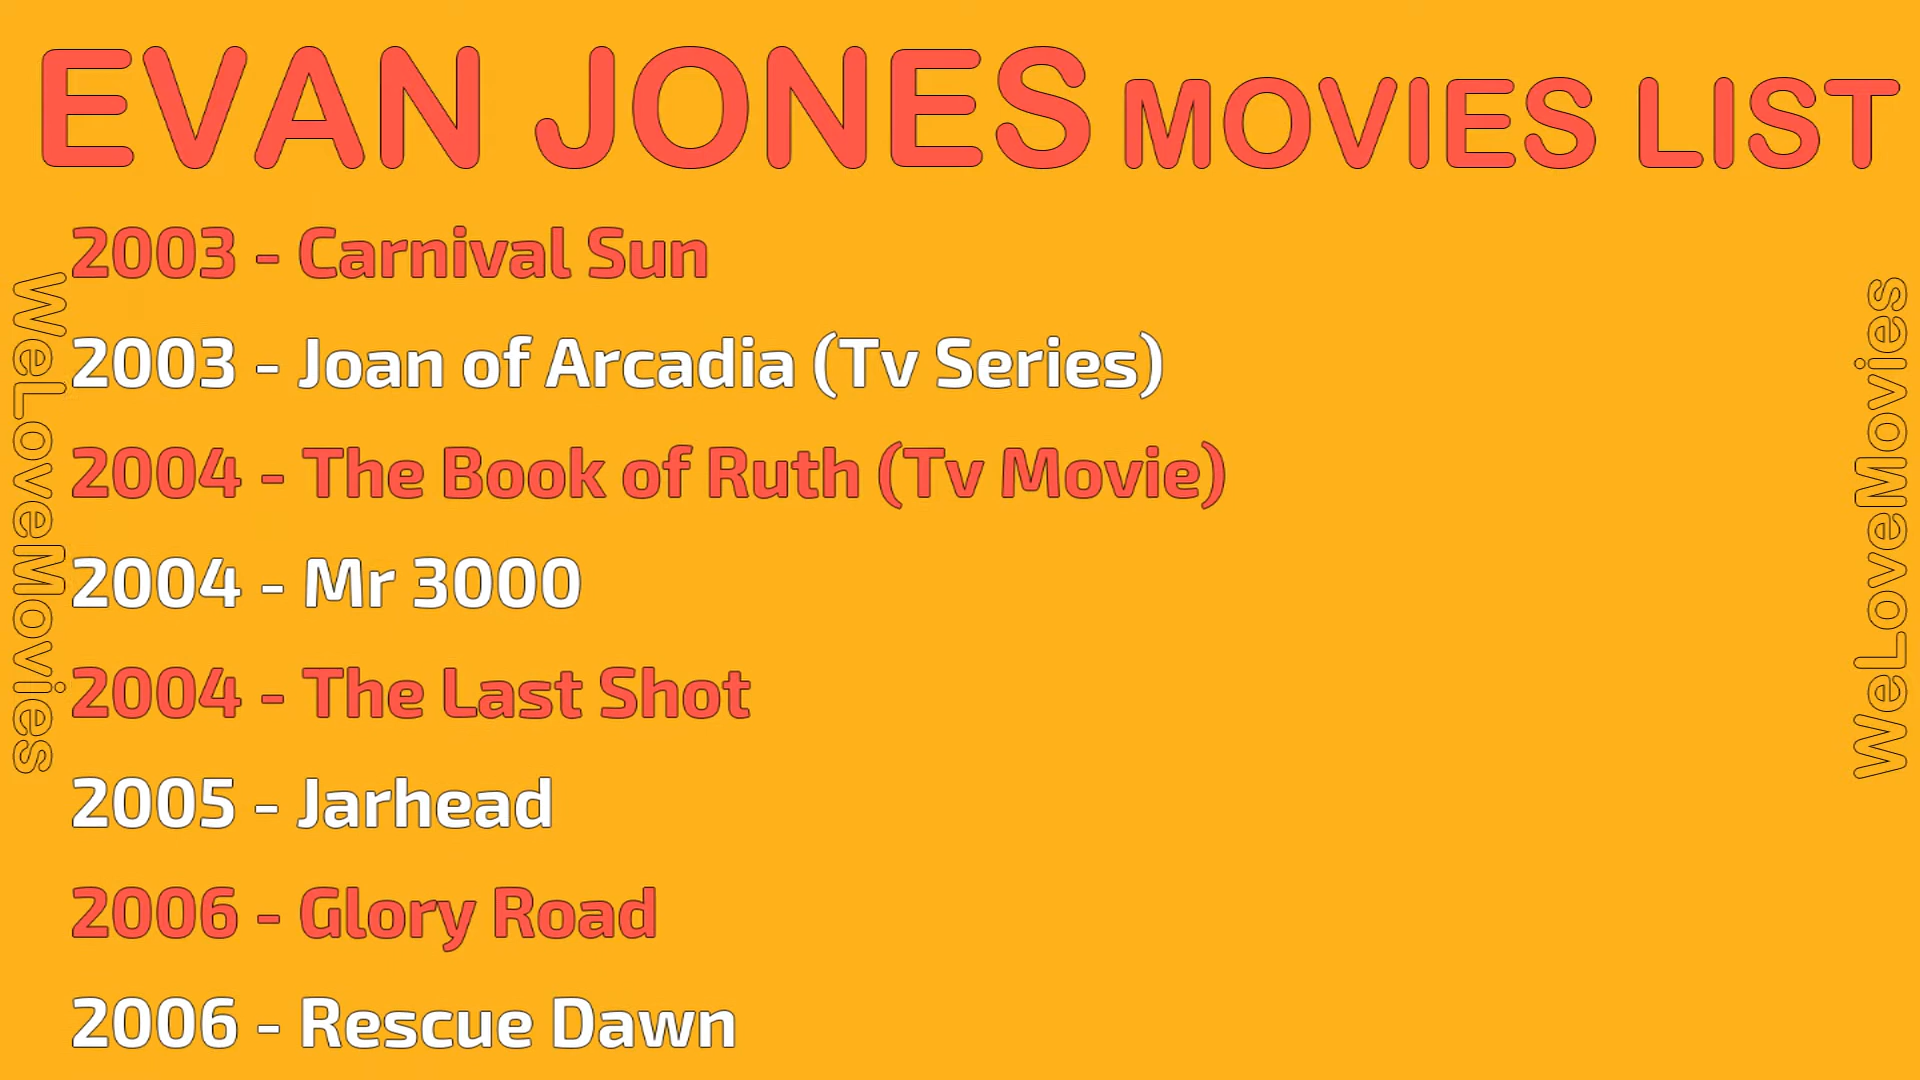 EVAN JONES MOVIES LIST
2003 - Carnival Sun
2003 - Joan of Arcadia (Tv Series)
2004 - The Book of Ruth (Tv Movie)
2004 - Mr 3000
2004 - The Last Shot
2005 - Jarhead
2006 - Glory Road
2006 - Rescue Dawn
WeLoveMovies
WeLoveMovies